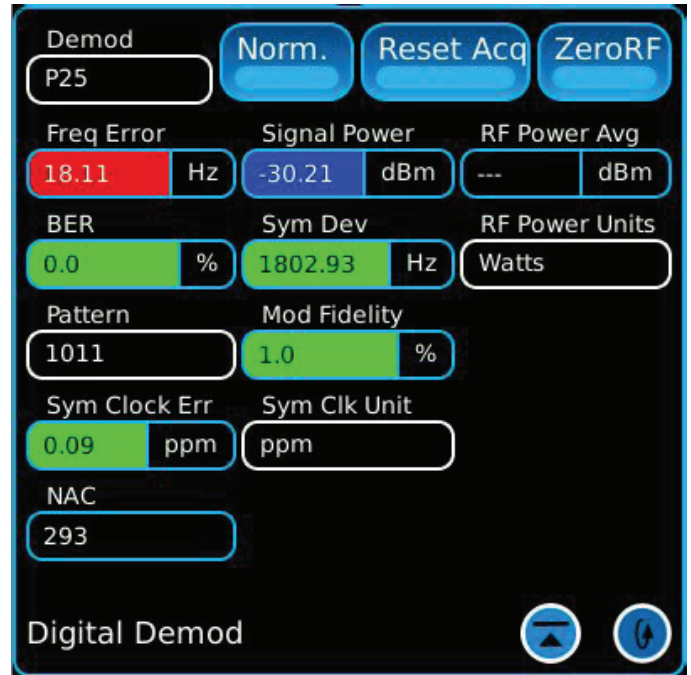 Demod
Norm. Reset Acq ZeroRF
P25
Freq Error Signal Power RF Power Avg
18.11 Hz -30.21 dBm --- dBm
BER Sym Dev RF Power Units
0.0 % 1802.93 Hz Watts
Pattern Mod Fidelity
1011 1.0 %
Sym Clock Err Sym Clk Unit
0.09 ppm ppm
NAC
293
Digital Demod